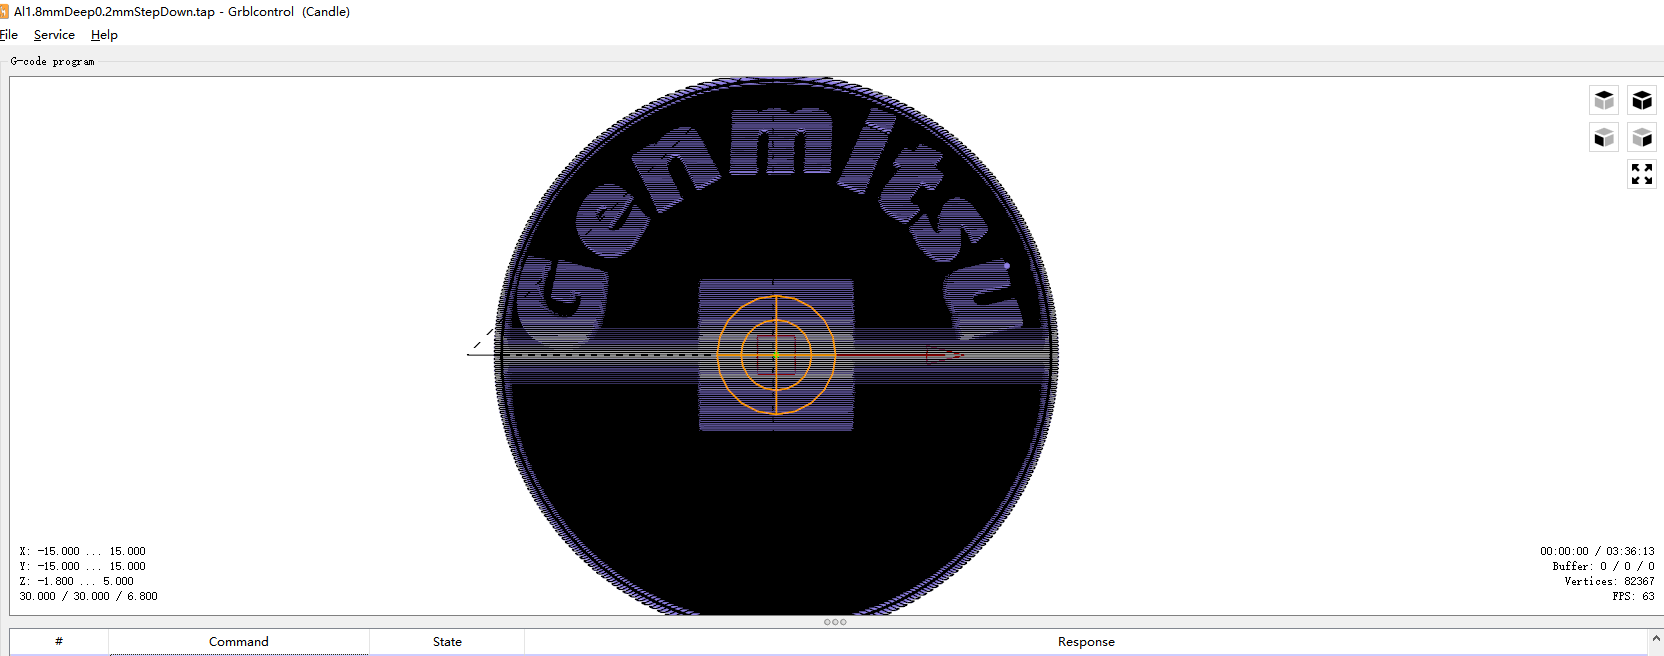 Al1.8mmDeep0.2mmStepDown.tap - Grblcontrol (Candle)
File Service Help
G-code program
Genmitsu
X: -15.000 ... 15.000
Y: -15.000 ... 15.000
Z: -1.800 ... 5.000
30.000 / 30.000 / 6.800
00:00:00 / 03:36:13
Buffer: 0 / 0 / 0
Vertices: 82367
FPS: 63
# Command State Response